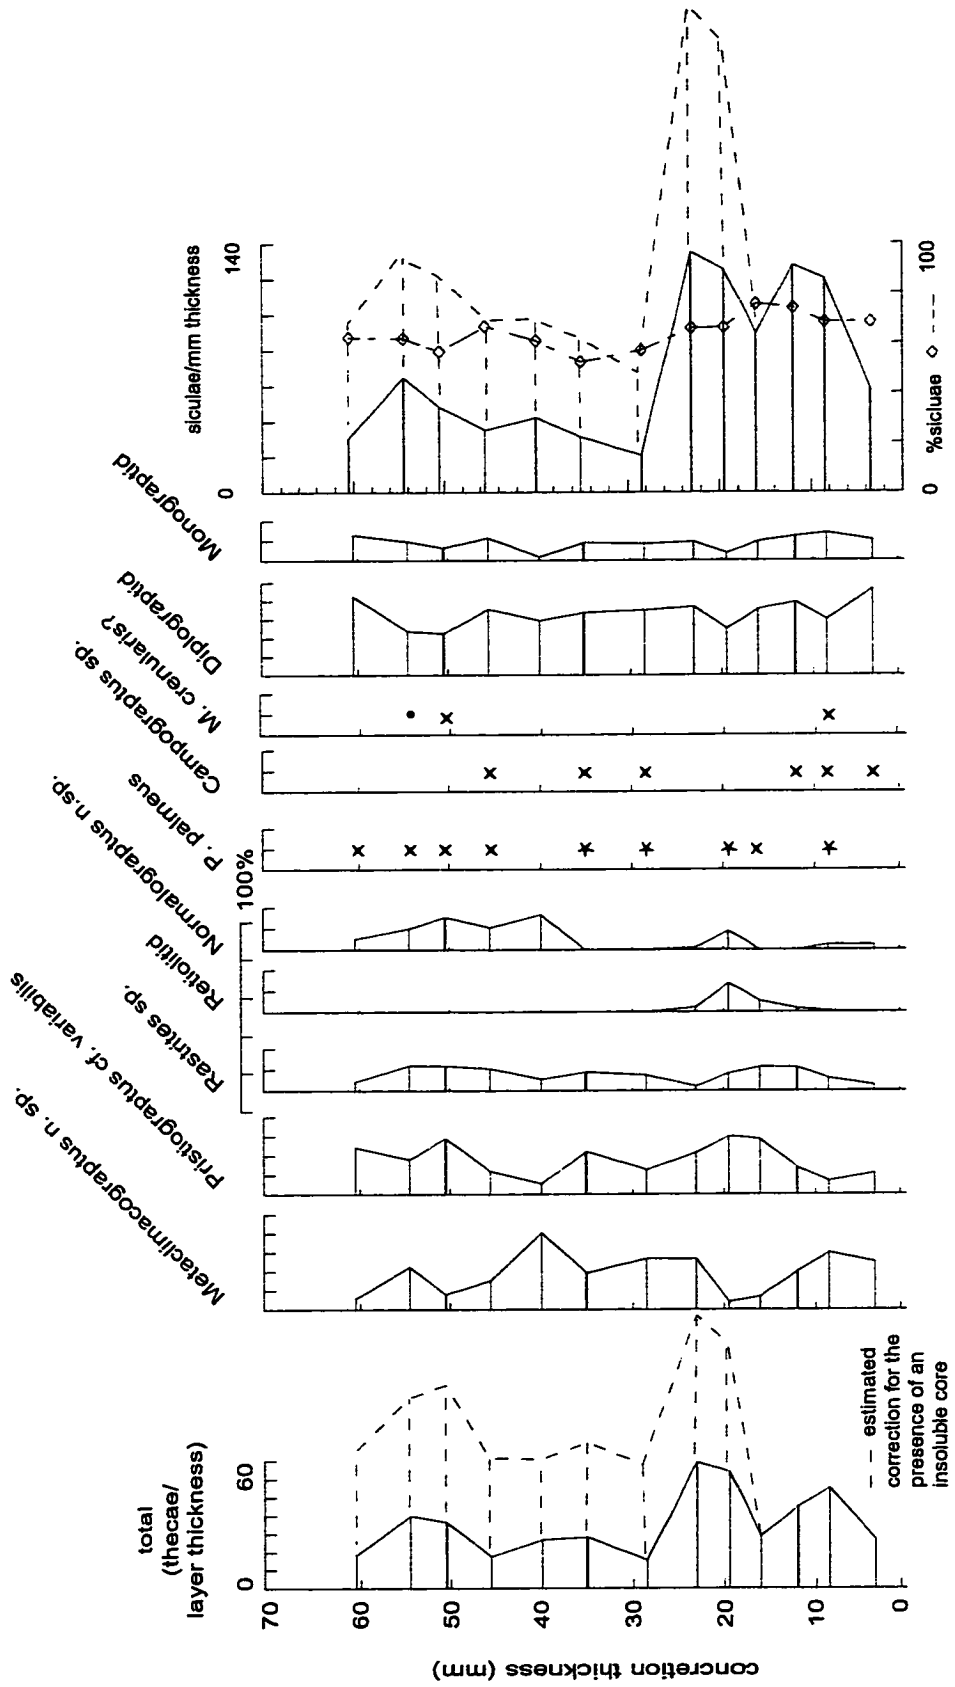 total
(thecae/
layer thickness)
0
60
Metaclimacograptus n. sp.
Pristiograptus cf. variabilis
Rastrites sp.
Retiolitid
Normalograptus n.sp.
100%
P. palmeus
Campograptus sp.
M. crenularis?
Diplograptid
Monograptid
siculae/mm thickness
0
140
70
60
50
40
30
20
10
0
concretion thickness (mm)
0
100
%sicluae
estimated
correction for the
presence of an
insoluble core